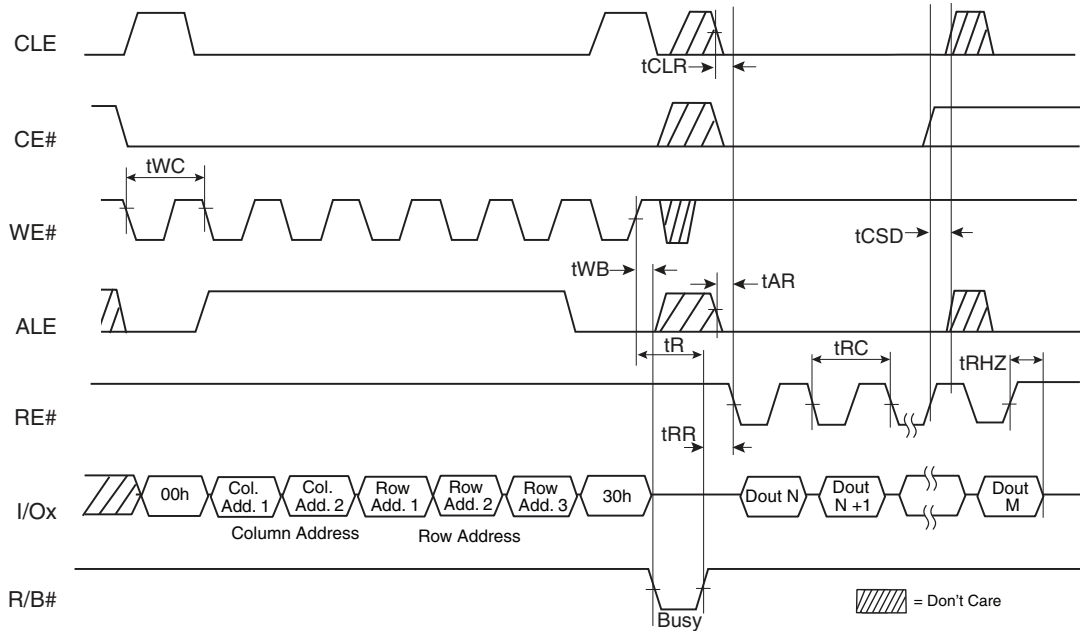 CLE
tCLR
CE#
tWC
WE#
tCSD
tWB
tAR
ALE
tR
tRC
tRHZ
RE#
tRR
I/Ox
00h
Col.
Add. 1
Col.
Add. 2
Row
Add. 1
Row
Add. 2
Row
Add. 3
30h
Dout N
Dout
N +1
Dout
M
Column Address
Row Address
R/B#
Busy
= Don't Care